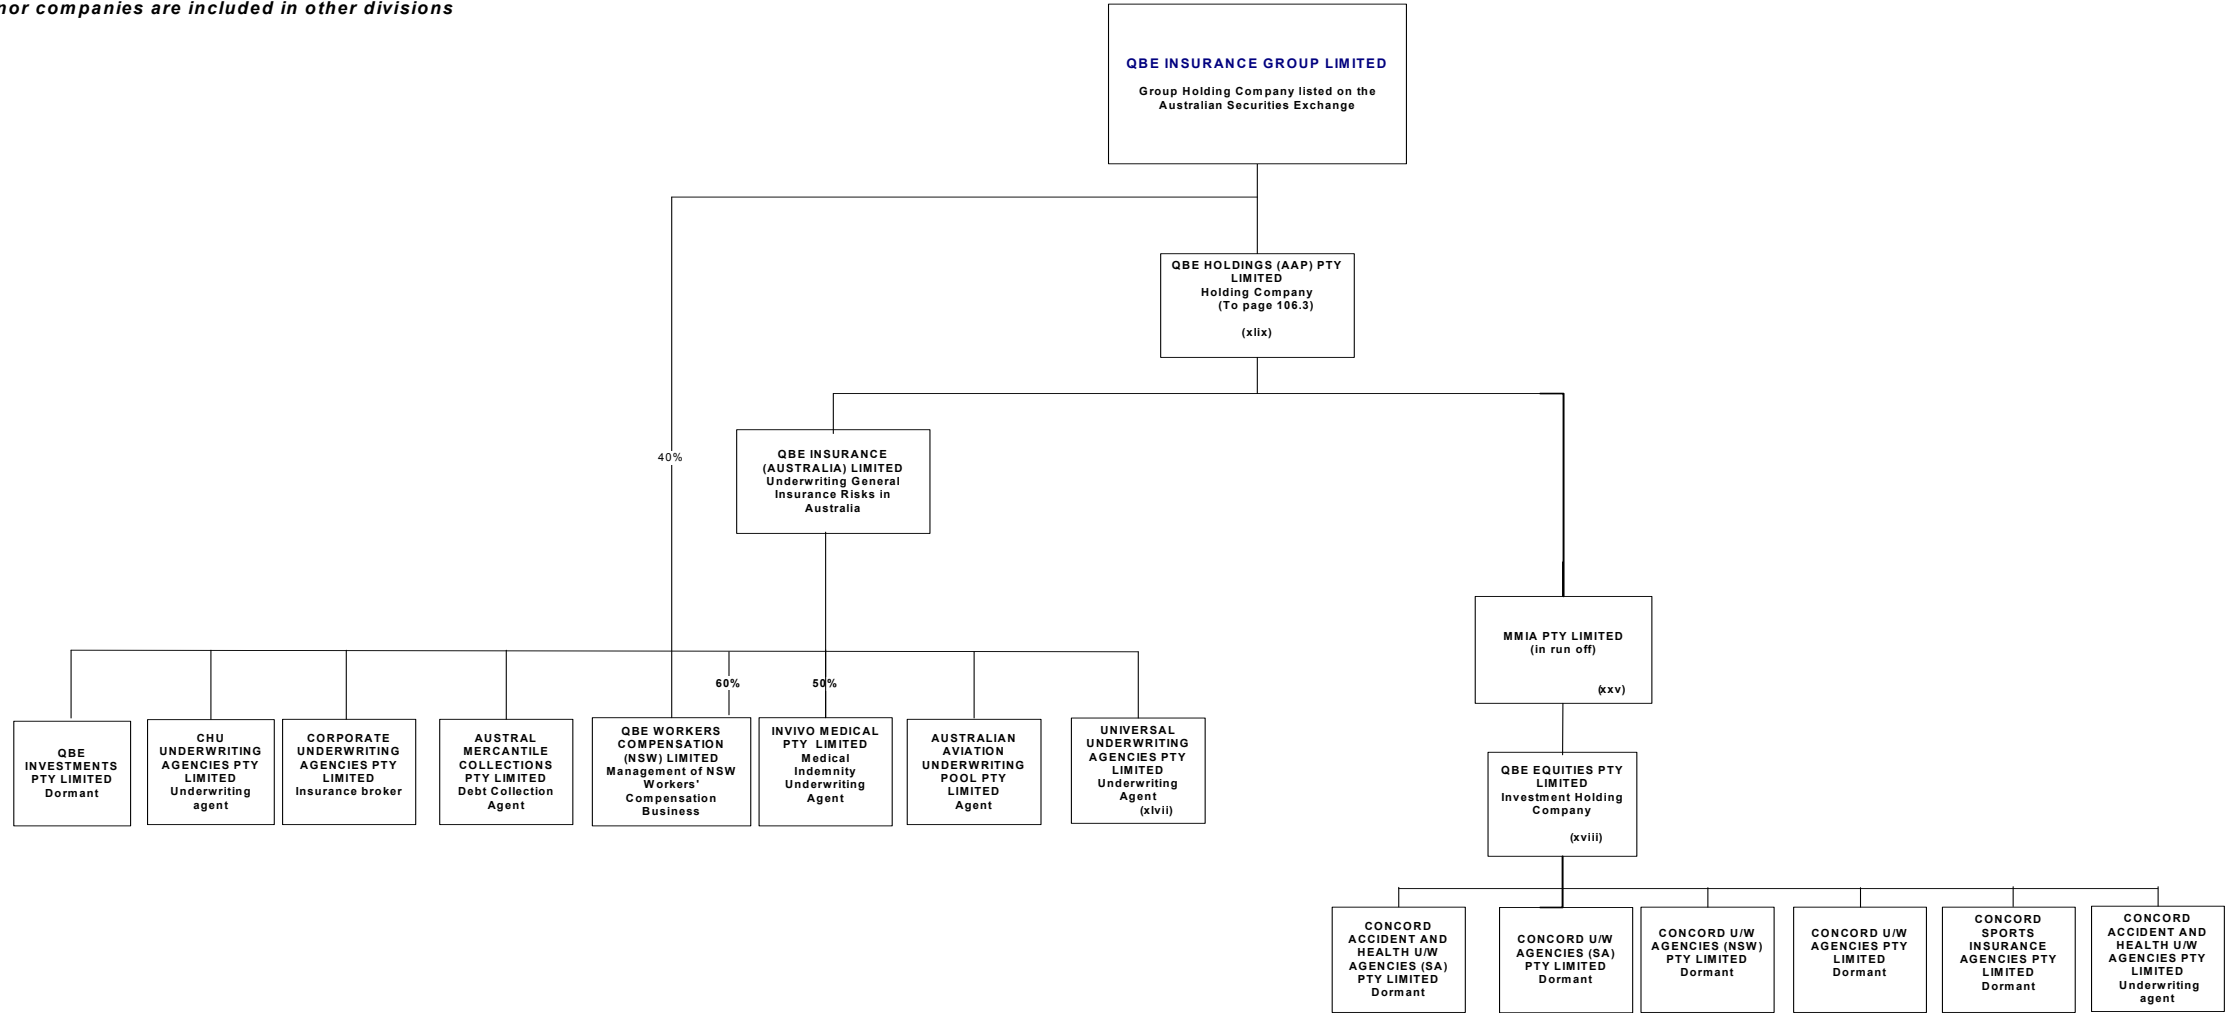 nor companies are included in other divisions
QBE INSURANCE GROUP LIMITED
Group Holding Company listed on the
Australian Securities Exchange
QBE HOLDINGS (AAP) PTY
LIMITED
Holding Company
(To page 106.3)
(xlix)
40%
QBE INSURANCE
(AUSTRALIA) LIMITED
Underwriting General
Insurance Risks in
Australia
MMIA PTY LIMITED
(in run off)
(xxv)
60%
50%
QBE
INVESTMENTS
PTY LIMITED
Dormant
CHU
UNDERWRITING
AGENCIES PTY
LIMITED
Underwriting
agent
CORPORATE
UNDERWRITING
AGENCIES PTY
LIMITED
Insurance broker
AUSTRAL
MERCANTILE
COLLECTIONS
PTY LIMITED
Debt Collection
Agent
QBE WORKERS
COMPENSATION
(NSW) LIMITED
Management of NSW
Workers'
Compensation
Business
INVIVO MEDICAL
PTY LIMITED
Medical
Indemnity
Underwriting
Agent
AUSTRALIAN
AVIATION
UNDERWRITING
POOL PTY
LIMITED
Agent
UNIVERSAL
UNDERWRITING
AGENCIES PTY
LIMITED
Underwriting
Agent
(xlvii)
QBE EQUITIES PTY
LIMITED
Investment Holding
Company
(xviii)
CONCORD
ACCIDENT AND
HEALTH U/W
AGENCIES (SA)
PTY LIMITED
Dormant
CONCORD U/W
AGENCIES (SA)
PTY LIMITED
Dormant
CONCORD U/W
AGENCIES (NSW)
PTY LIMITED
Dormant
CONCORD U/W
AGENCIES PTY
LIMITED
Dormant
CONCORD
SPORTS
INSURANCE
AGENCIES PTY
LIMITED
Dormant
CONCORD
ACCIDENT AND
HEALTH U/W
AGENCIES PTY
LIMITED
Underwriting
agent